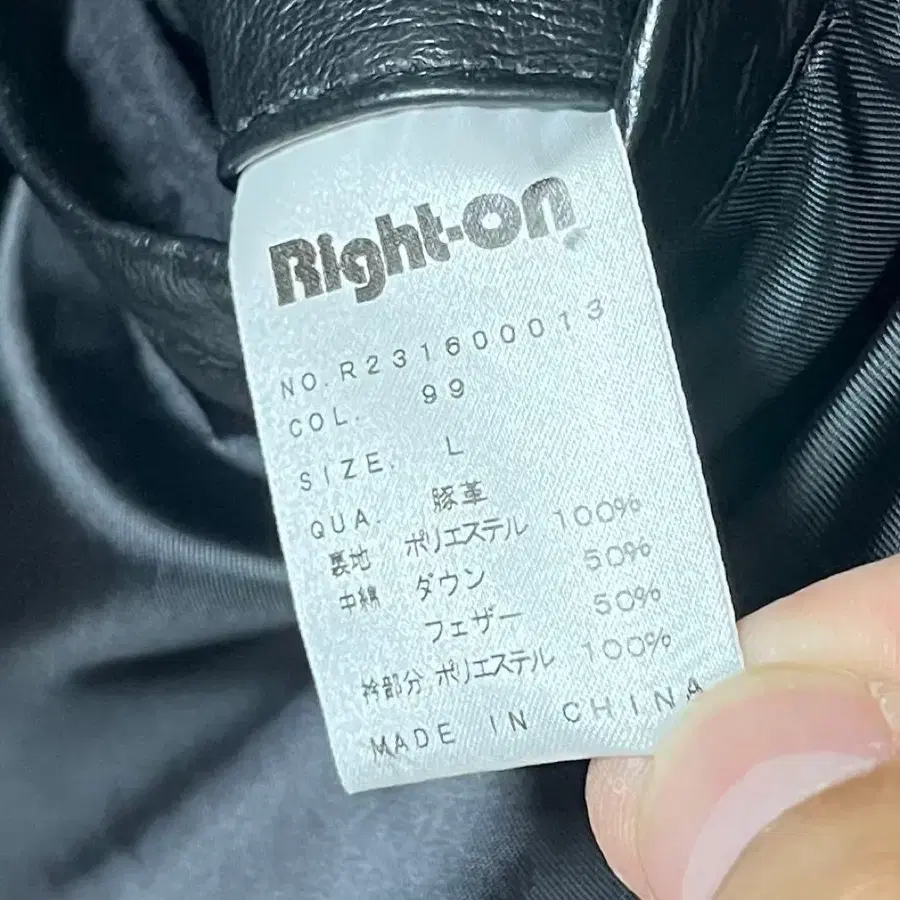 Right-on
NO.R231600013
COL. 99
SIZE. L
QUA. 豚革
裏地 ポリエステル 100%
中綿 ダウン 50%
フェザー 50%
衿部分 ポリエステル 100%
MADE IN CHINA